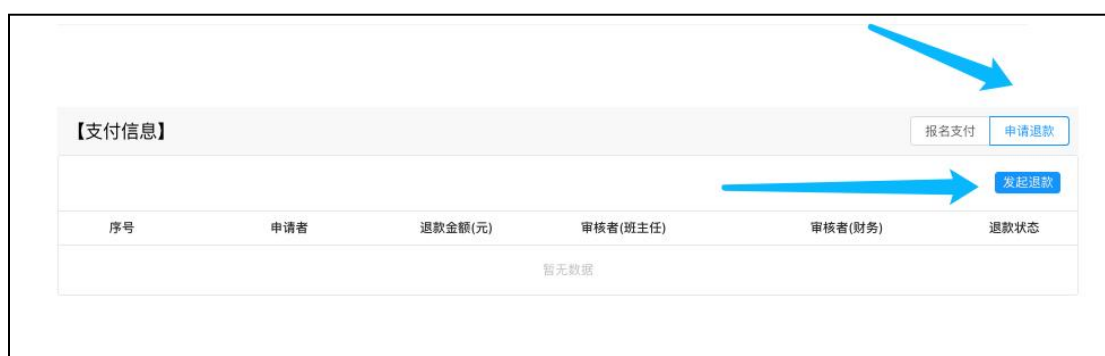 【支付信息】 报名支付 申请退款
发起退款
序号 申请者 退款金额(元) 审核者(班主任) 审核者(财务) 退款状态
暂无数据